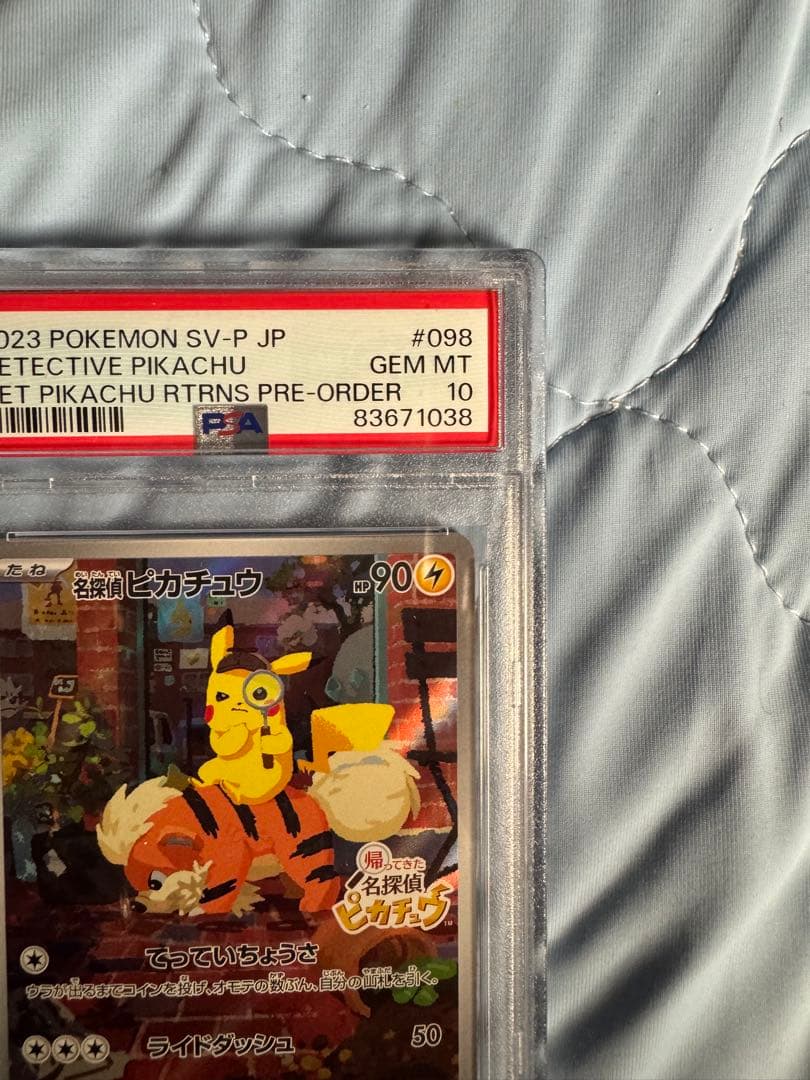 023 POKEMON SV-P JP #098
ETECTIVE PIKACHU GEM MT
ET PIKACHU RTRNS PRE-ORDER 10
PSA 83671038
たね 名探偵ピカチュウ HP 90
帰ってきた
名探偵
ピカチュウ
てっていちょうさ
ウラが出るまでコインを投げ、オモテの数ぶん、自分の山札を引く。
ライドダッシュ 50